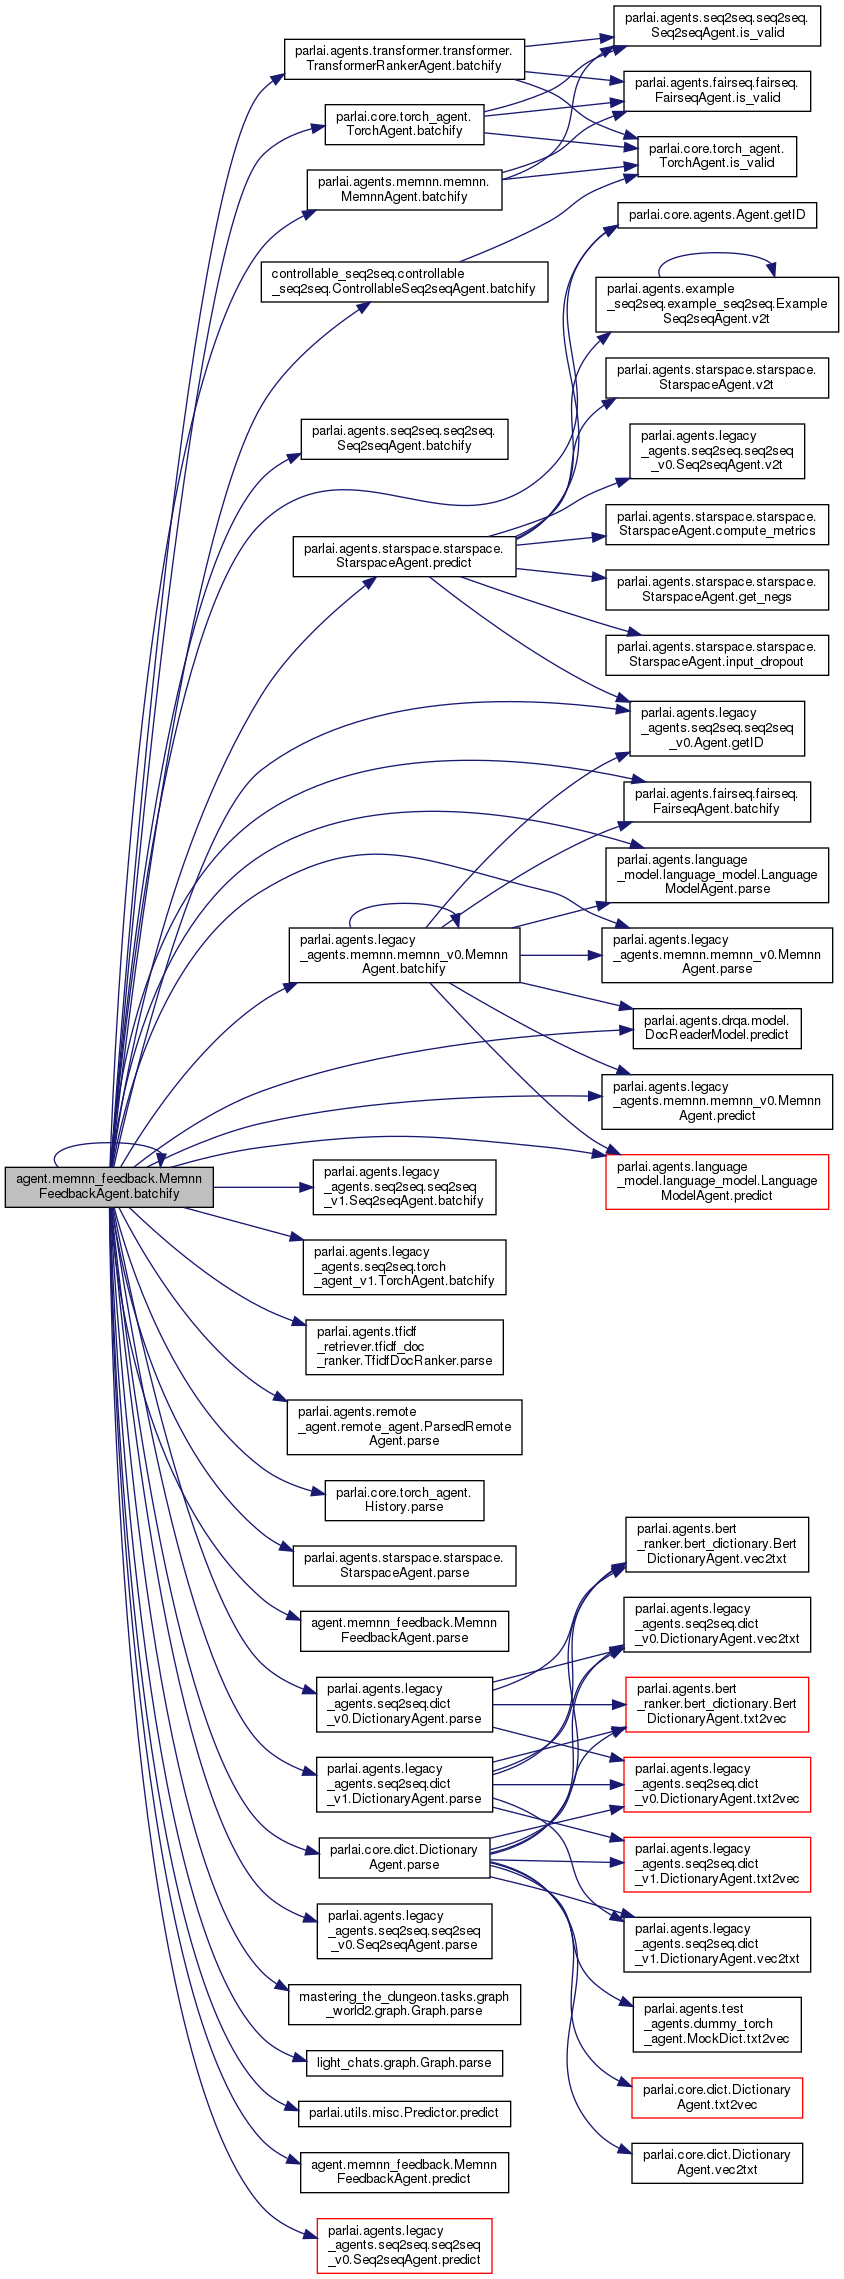 parlai.agents.transformer.transformer.
TransformerRankerAgent.batchify
parlai.core.torch_agent.
TorchAgent.batchify
parlai.agents.memnn.memnn.
MemnnAgent.batchify
controllable_seq2seq.controllable
_seq2seq.ControllableSeq2seqAgent.batchify
parlai.agents.seq2seq.seq2seq.
Seq2seqAgent.batchify
parlai.agents.starspace.starspace.
StarspaceAgent.predict
parlai.agents.legacy
_agents.memnn.memnn_v0.Memnn
Agent.batchify
agent.memnn_feedback.Memnn
FeedbackAgent.batchify
parlai.agents.legacy
_agents.seq2seq.seq2seq
_v1.Seq2seqAgent.batchify
parlai.agents.legacy
_agents.seq2seq.torch
_agent_v1.TorchAgent.batchify
parlai.agents.tfidf
_retriever.tfidf_doc
_ranker.TfidfDocRanker.parse
parlai.agents.remote
_agent.remote_agent.ParsedRemote
Agent.parse
parlai.core.torch_agent.
History.parse
parlai.agents.starspace.starspace.
StarspaceAgent.parse
agent.memnn_feedback.Memnn
FeedbackAgent.parse
parlai.agents.legacy
_agents.seq2seq.dict
_v0.DictionaryAgent.parse
parlai.agents.legacy
_agents.seq2seq.dict
_v1.DictionaryAgent.parse
parlai.core.dict.Dictionary
Agent.parse
parlai.agents.legacy
_agents.seq2seq.seq2seq
_v0.Seq2seqAgent.parse
mastering_the_dungeon.tasks.graph
_world2.graph.Graph.parse
light_chats.graph.Graph.parse
parlai.utils.misc.Predictor.predict
agent.memnn_feedback.Memnn
FeedbackAgent.predict
parlai.agents.legacy
_agents.seq2seq.seq2seq
_v0.Seq2seqAgent.predict
parlai.agents.seq2seq.seq2seq.
Seq2seqAgent.is_valid
parlai.agents.fairseq.fairseq.
FairseqAgent.is_valid
parlai.core.torch_agent.
TorchAgent.is_valid
parlai.core.agents.Agent.getID
parlai.agents.example
_seq2seq.example_seq2seq.Example
Seq2seqAgent.v2t
parlai.agents.starspace.starspace.
StarspaceAgent.v2t
parlai.agents.legacy
_agents.seq2seq.seq2seq
_v0.Seq2seqAgent.v2t
parlai.agents.starspace.starspace.
StarspaceAgent.compute_metrics
parlai.agents.starspace.starspace.
StarspaceAgent.get_negs
parlai.agents.starspace.starspace.
StarspaceAgent.input_dropout
parlai.agents.legacy
_agents.seq2seq.seq2seq
_v0.Agent.getID
parlai.agents.fairseq.fairseq.
FairseqAgent.batchify
parlai.agents.language
_model.language_model.Language
ModelAgent.parse
parlai.agents.legacy
_agents.memnn.memnn_v0.Memnn
Agent.parse
parlai.agents.drqa.model.
DocReaderModel.predict
parlai.agents.legacy
_agents.memnn.memnn_v0.Memnn
Agent.predict
parlai.agents.language
_model.language_model.Language
ModelAgent.predict
parlai.agents.bert
_ranker.bert_dictionary.Bert
DictionaryAgent.vec2txt
parlai.agents.legacy
_agents.seq2seq.dict
_v0.DictionaryAgent.vec2txt
parlai.agents.bert
_ranker.bert_dictionary.Bert
DictionaryAgent.txt2vec
parlai.agents.legacy
_agents.seq2seq.dict
_v0.DictionaryAgent.txt2vec
parlai.agents.legacy
_agents.seq2seq.dict
_v1.DictionaryAgent.txt2vec
parlai.agents.legacy
_agents.seq2seq.dict
_v1.DictionaryAgent.vec2txt
parlai.agents.test
_agents.dummy_torch
_agent.MockDict.txt2vec
parlai.core.dict.Dictionary
Agent.txt2vec
parlai.core.dict.Dictionary
Agent.vec2txt